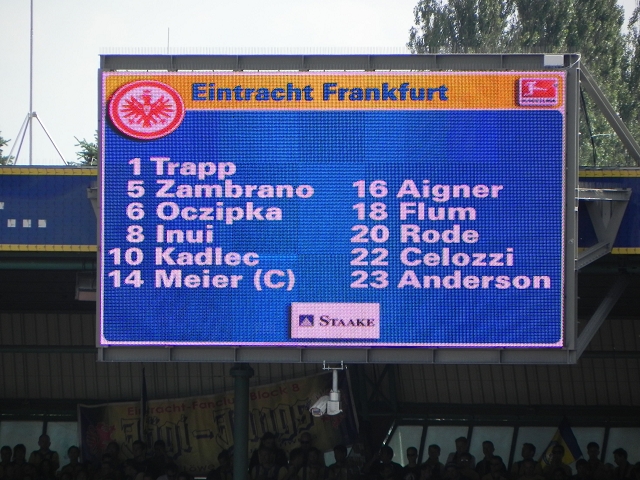 Eintracht Frankfurt
1 Trapp
5 Zambrano
6 Oczipka
8 Inui
10 Kadlec
14 Meier (C)
16 Aigner
18 Flum
20 Rode
22 Celozzi
23 Anderson
STAAKE